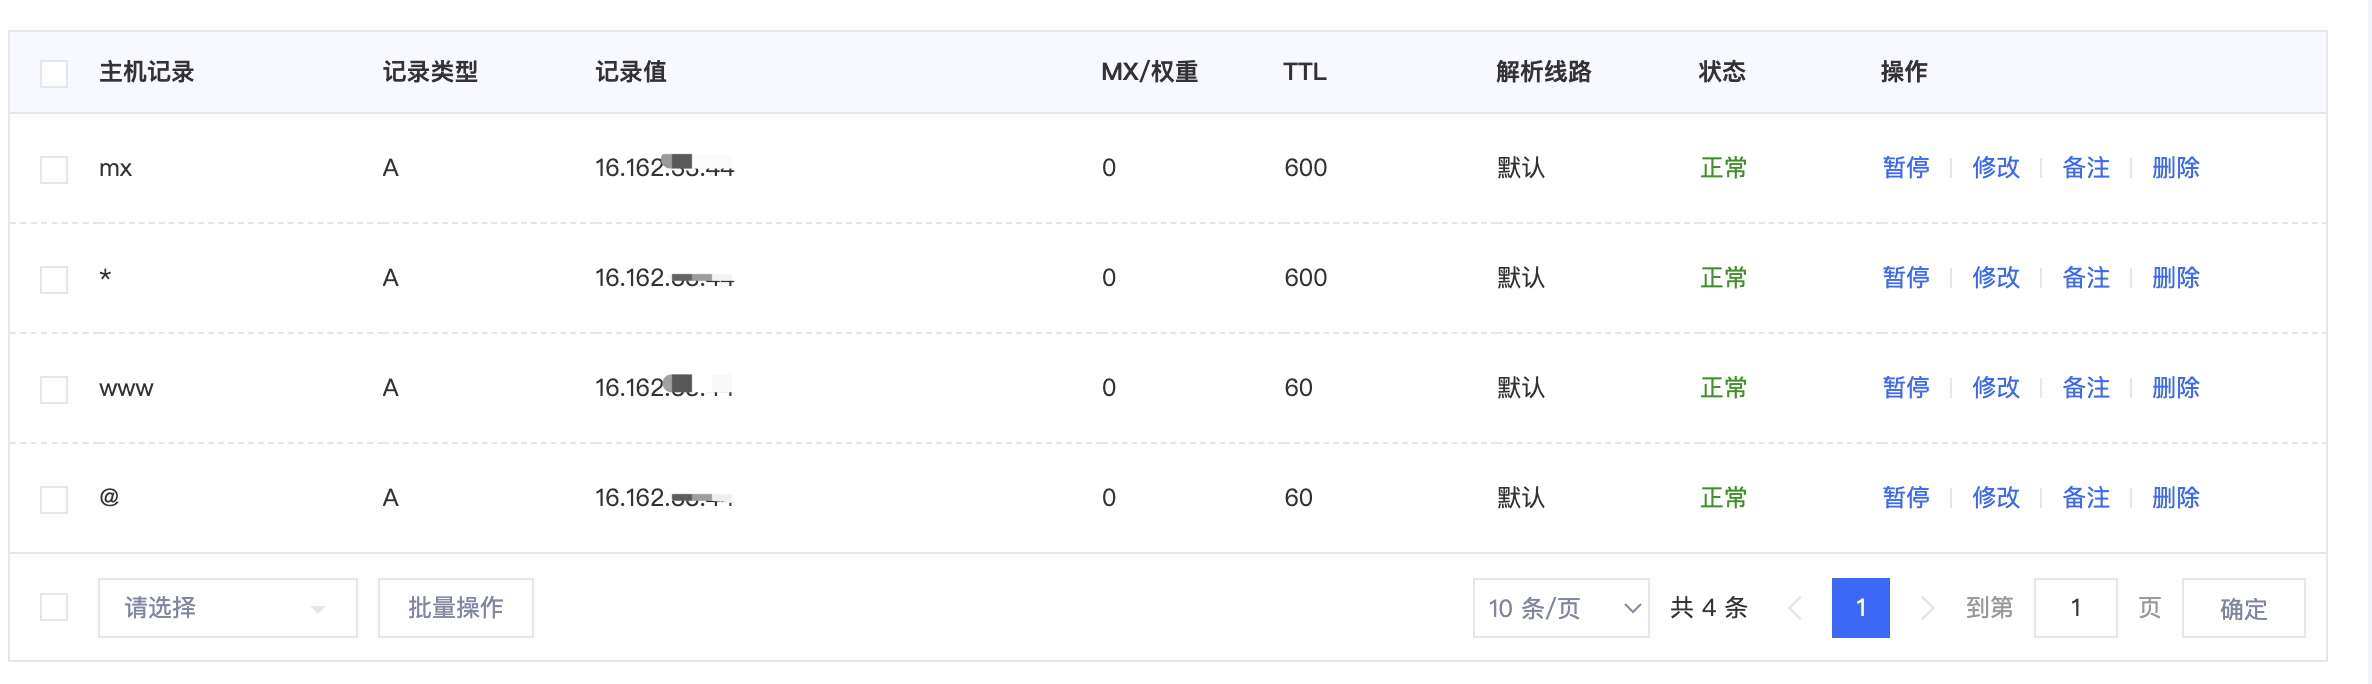 主机记录 记录类型 记录值 MX/权重 TTL 解析线路 状态 操作
mx A 16.162. 0 600 默认 正常 暂停 修改 备注 删除
* A 16.162. 0 600 默认 正常 暂停 修改 备注 删除
www A 16.162. 0 60 默认 正常 暂停 修改 备注 删除
@ A 16.162. 0 60 默认 正常 暂停 修改 备注 删除
请选择 批量操作 10 条/页 共 4 条 1 到第 1 页 确定